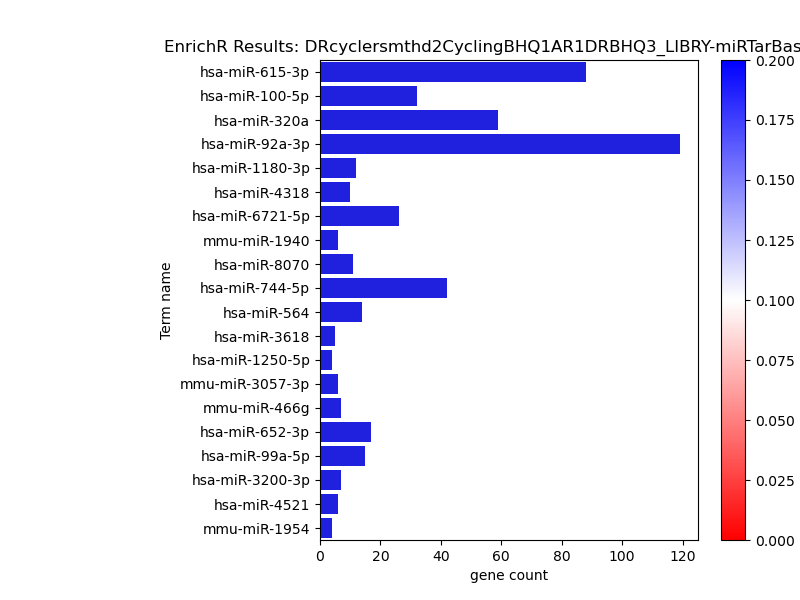 EnrichR Results: DRcyclersmthd2CyclingBHQ1AR1DRBHQ3_LIBRY-miRTarBas
hsa-miR-615-3p
hsa-miR-100-5p
hsa-miR-320a
hsa-miR-92a-3p
hsa-miR-1180-3p
hsa-miR-4318
hsa-miR-6721-5p
mmu-miR-1940
hsa-miR-8070
hsa-miR-744-5p
hsa-miR-564
hsa-miR-3618
hsa-miR-1250-5p
mmu-miR-3057-3p
mmu-miR-466g
hsa-miR-652-3p
hsa-miR-99a-5p
hsa-miR-3200-3p
hsa-miR-4521
mmu-miR-1954
Term name
0 20 40 60 80 100 120
gene count
0.200
0.175
0.150
0.125
0.100
0.075
0.050
0.025
0.000